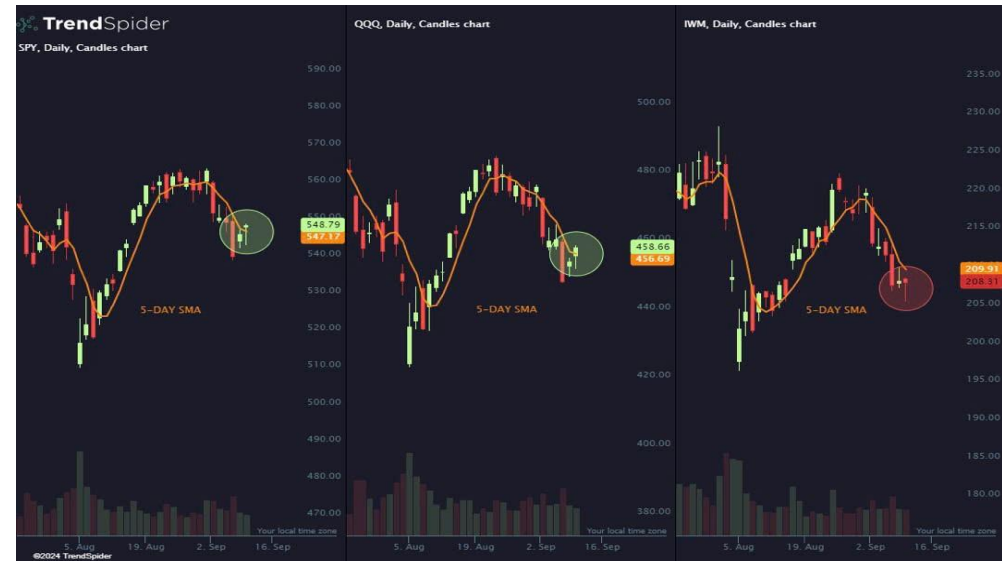 TrendSpider
SPY, Daily, Candles chart
590.00
580.00
570.00
560.00
550.00
548.79
547.17
540.00
530.00
5-DAY SMA
520.00
510.00
500.00
490.00
480.00
470.00
Your local time zone
5. Aug 19. Aug 2. Sep 16. Sep
©2024 TrendSpider
QQQ, Daily, Candles chart
500.00
480.00
460.00
458.66
456.69
440.00
5-DAY SMA
420.00
400.00
380.00
Your local time zone
5. Aug 19. Aug 2. Sep 16. Sep
IWM, Daily, Candles chart
235.00
230.00
225.00
220.00
215.00
209.91
208.31
205.00
5-DAY SMA
200.00
195.00
190.00
185.00
180.00
Your local time zone
5. Aug 19. Aug 2. Sep 16. Sep